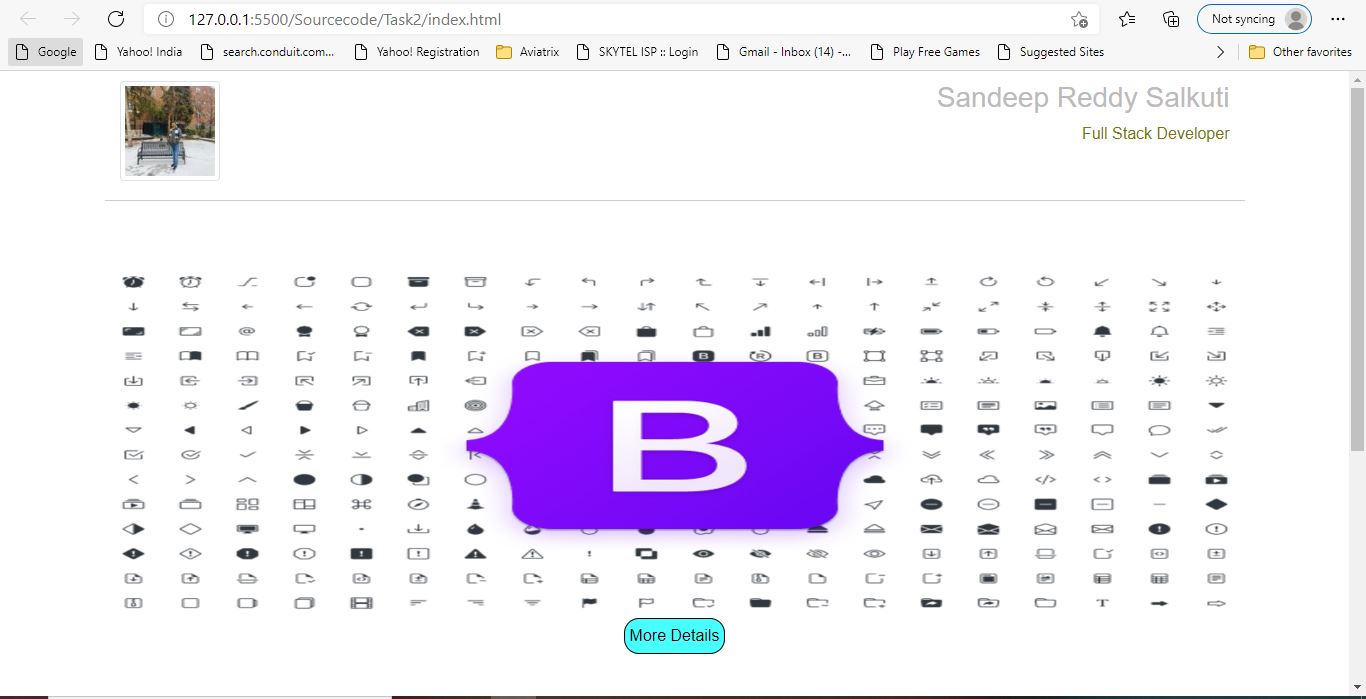 127.0.0.1:5500/Sourcecode/Task2/index.html
Not syncing
Google Yahoo! India search.conduit.com... Yahoo! Registration Aviatrix SKYTEL ISP :: Login Gmail - Inbox (14) -... Play Free Games Suggested Sites Other favorites
Sandeep Reddy Salkuti
Full Stack Developer
B
More Details